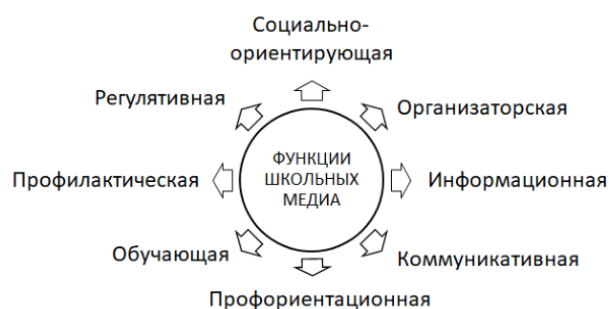 Социально-
ориентирующая
Регулятивная
Организаторская
ФУНКЦИИ
ШКОЛЬНЫХ
МЕДИА
Профилактическая
Информационная
Обучающая
Коммуникативная
Профориентационная